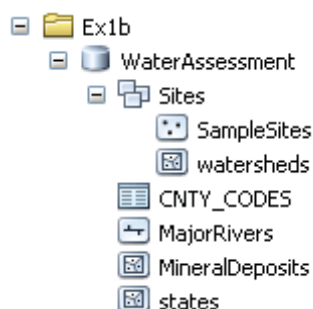 Ex1b
WaterAssessment
Sites
SampleSites
watersheds
CNTY_CODES
MajorRivers
MineralDeposits
states